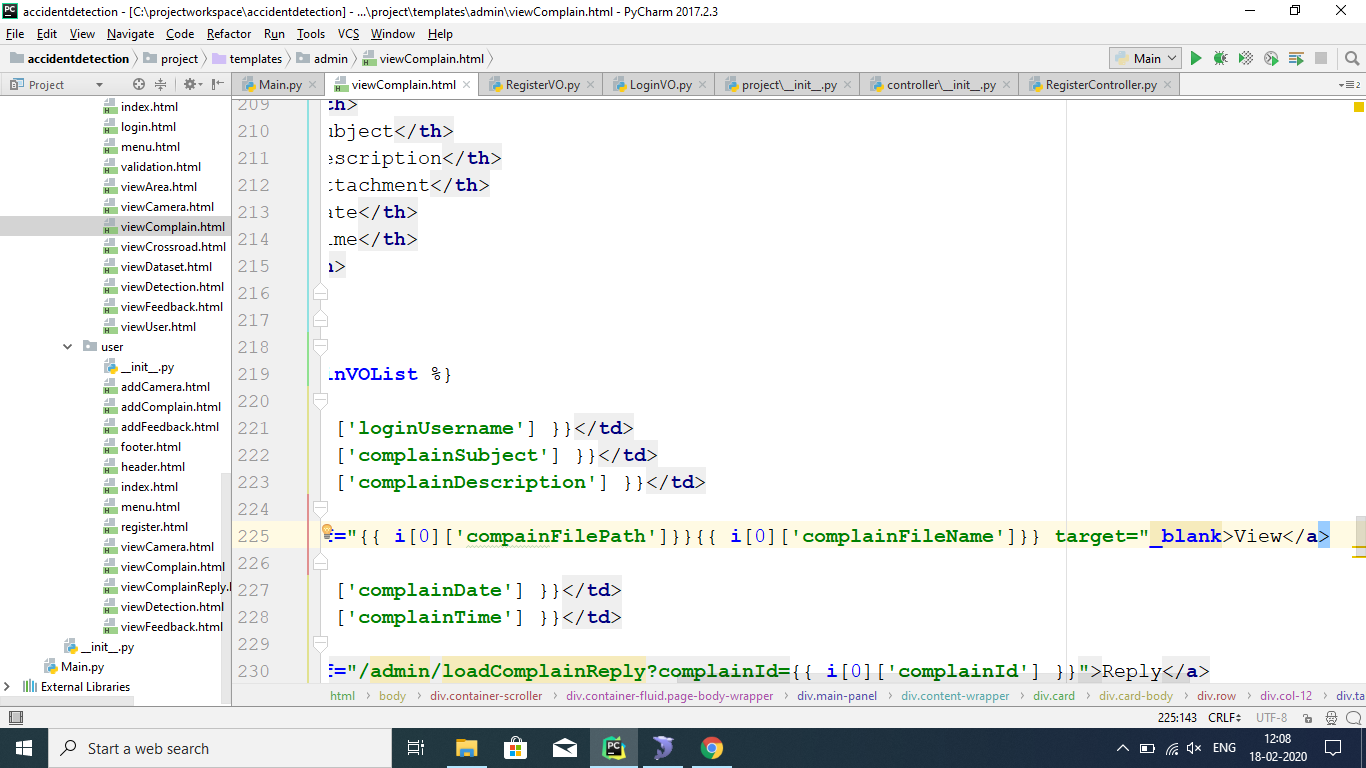 accidentdetection - [C:\projectworkspace\accidentdetection] - ...\project\templates\admin\viewComplain.html - PyCharm 2017.2.3
File Edit View Navigate Code Refactor Run Tools VCS Window Help
accidentdetection project templates admin viewComplain.html Main
Project Main.py viewComplain.html RegisterVO.py LoginVO.py project\__init__.py controller\__init__.py RegisterController.py 2
index.html
login.html
menu.html
validation.html
viewArea.html
viewCamera.html
viewComplain.html
viewCrossroad.html
viewDataset.html
viewDetection.html
viewFeedback.html
viewUser.html
user
__init__.py
addCamera.html
addComplain.html
addFeedback.html
footer.html
header.html
index.html
menu.html
register.html
viewCamera.html
viewComplain.html
viewComplainReply.
viewDetection.html
viewFeedback.html
__init__.py
Main.py
External Libraries
209 th>
210 ubject</th>
211 escription</th>
212 ttachment</th>
213 ate</th>
214 ime</th>
215 >
216
217
218
219 inVOList %}
220
221 ['loginUsername'] }}</td>
222 ['complainSubject'] }}</td>
223 ['complainDescription'] }}</td>
224
225 ="{{ i[0]['compainFilePath']}}{{ i[0]['complainFileName']}} target="_blank>View</a>
226
227 ['complainDate'] }}</td>
228 ['complainTime'] }}</td>
229
230 ="/admin/loadComplainReply?complainId={{ i[0]['complainId'] }}">Reply</a>
html body div.container-scroller div.container-fluid.page-body-wrapper div.main-panel div.content-wrapper div.card div.card-body div.row div.col-12 div.ta
225:143 CRLF UTF-8
Start a web search
ENG
12:08
18-02-2020